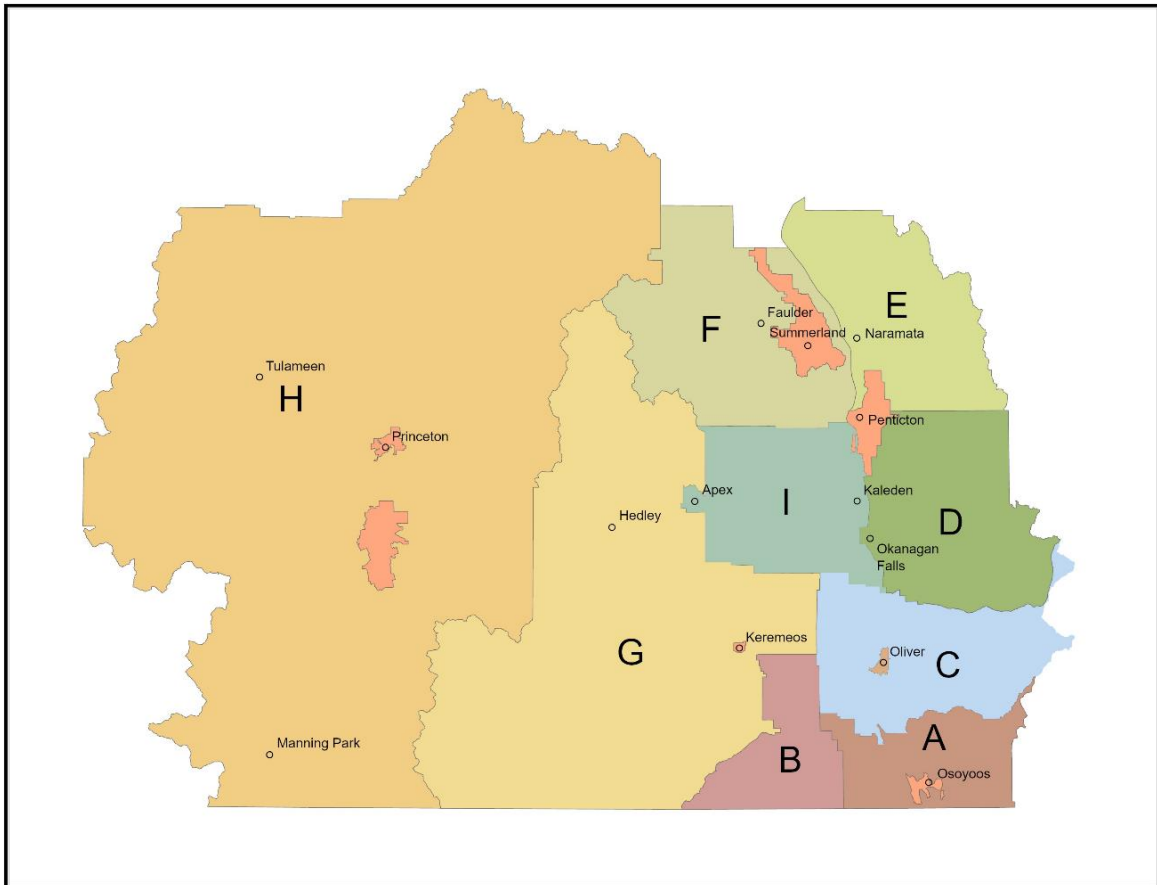 E
Faulder
F
Summerland
Naramata
Tulameen
H
Penticton
Princeton
Apex
I
Kaleden
Hedley
D
Okanagan
Falls
Keremeos
G
Oliver
C
Manning Park
A
B
Osoyoos